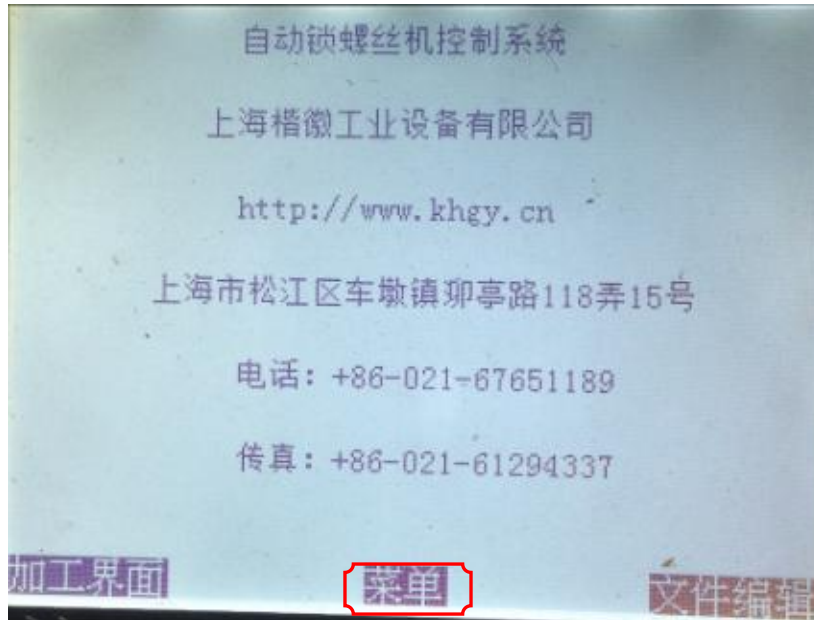 自动锁螺丝机控制系统
上海楷徽工业设备有限公司
http://www.khgy.cn
上海市松江区车墩镇泖亭路118弄15号
电话: +86-021-67651189
传真: +86-021-61294337
加工界面 菜单 文件编辑